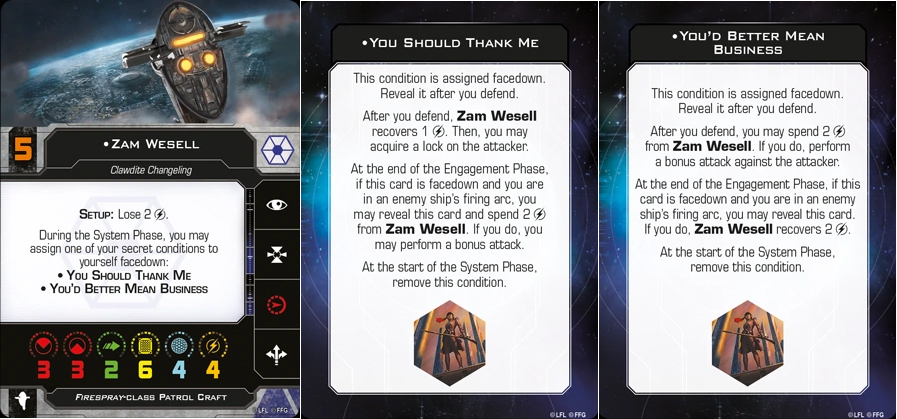 5
•ZAM WESELL
Clawdite Changeling
SETUP: Lose 2 .
During the System Phase, you may
assign one of your secret conditions to
yourself facedown:
• YOU SHOULD THANK ME
• YOU'D BETTER MEAN BUSINESS
3 3 2 6 4 4
FIRESPRAY-CLASS PATROL CRAFT
©LFL ©FFG
•YOU SHOULD THANK ME
This condition is assigned facedown.
Reveal it after you defend.
After you defend, Zam Wesell
recovers 1 . Then, you may
acquire a lock on the attacker.
At the end of the Engagement Phase,
if this card is facedown and you are
in an enemy ship's firing arc, you
may reveal this card and spend 2
from Zam Wesell. If you do, you
may perform a bonus attack.
At the start of the System Phase,
remove this condition.
©LFL ©FFG
•YOU'D BETTER MEAN
BUSINESS
This condition is assigned facedown.
Reveal it after you defend.
After you defend, you may spend 2
from Zam Wesell. If you do, perform
a bonus attack against the attacker.
At the end of the Engagement Phase, if this
card is facedown and you are in an enemy
ship's firing arc, you may reveal this card.
If you do, Zam Wesell recovers 2 .
At the start of the System Phase,
remove this condition.
©LFL ©FFG